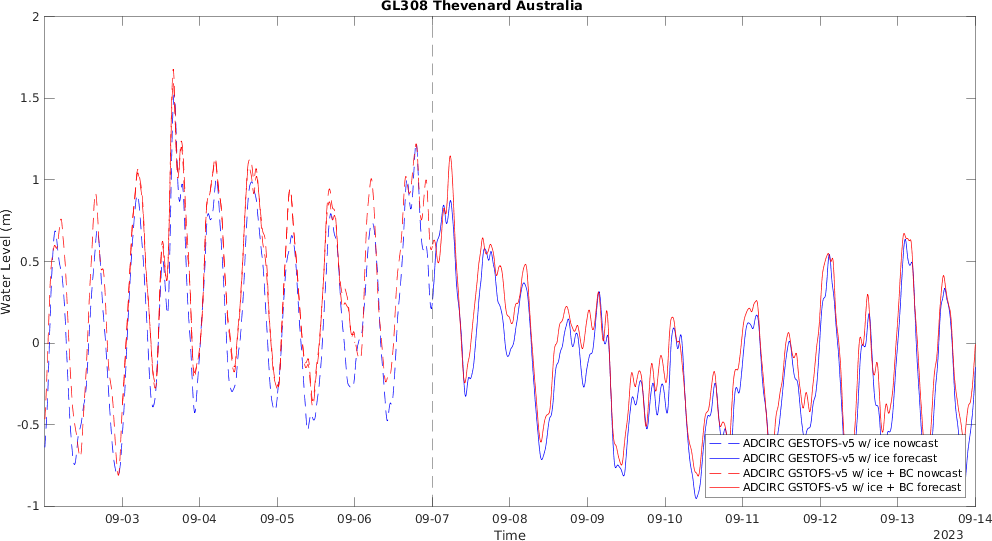 GL308 Thevenard Australia
2
1.5
1
0.5
0
-0.5
-1
Water Level (m)
ADCIRC GESTOFS-v5 w/ ice nowcast
ADCIRC GESTOFS-v5 w/ ice forecast
ADCIRC GSTOFS-v5 w/ ice + BC nowcast
ADCIRC GSTOFS-v5 w/ ice + BC forecast
09-03 09-04 09-05 09-06 09-07 09-08 09-09 09-10 09-11 09-12 09-13 09-14
Time
2023